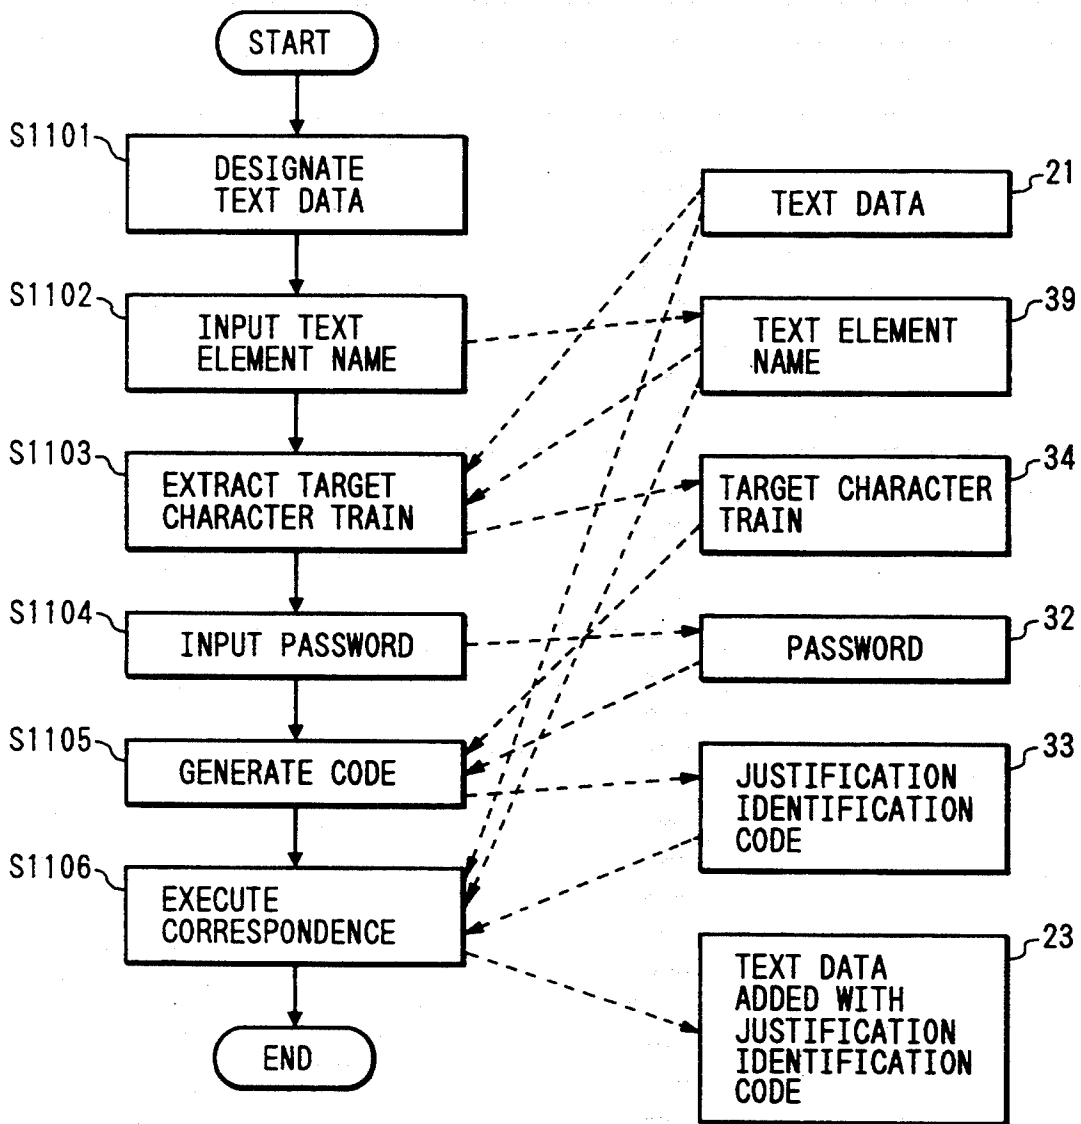 START
S1101
DESIGNATE
TEXT DATA
S1102
INPUT TEXT
ELEMENT NAME
S1103
EXTRACT TARGET
CHARACTER TRAIN
S1104
INPUT PASSWORD
S1105
GENERATE CODE
S1106
EXECUTE
CORRESPONDENCE
END
21
TEXT DATA
39
TEXT ELEMENT
NAME
34
TARGET CHARACTER
TRAIN
32
PASSWORD
33
JUSTIFICATION
IDENTIFICATION
CODE
23
TEXT DATA
ADDED WITH
JUSTIFICATION
IDENTIFICATION
CODE